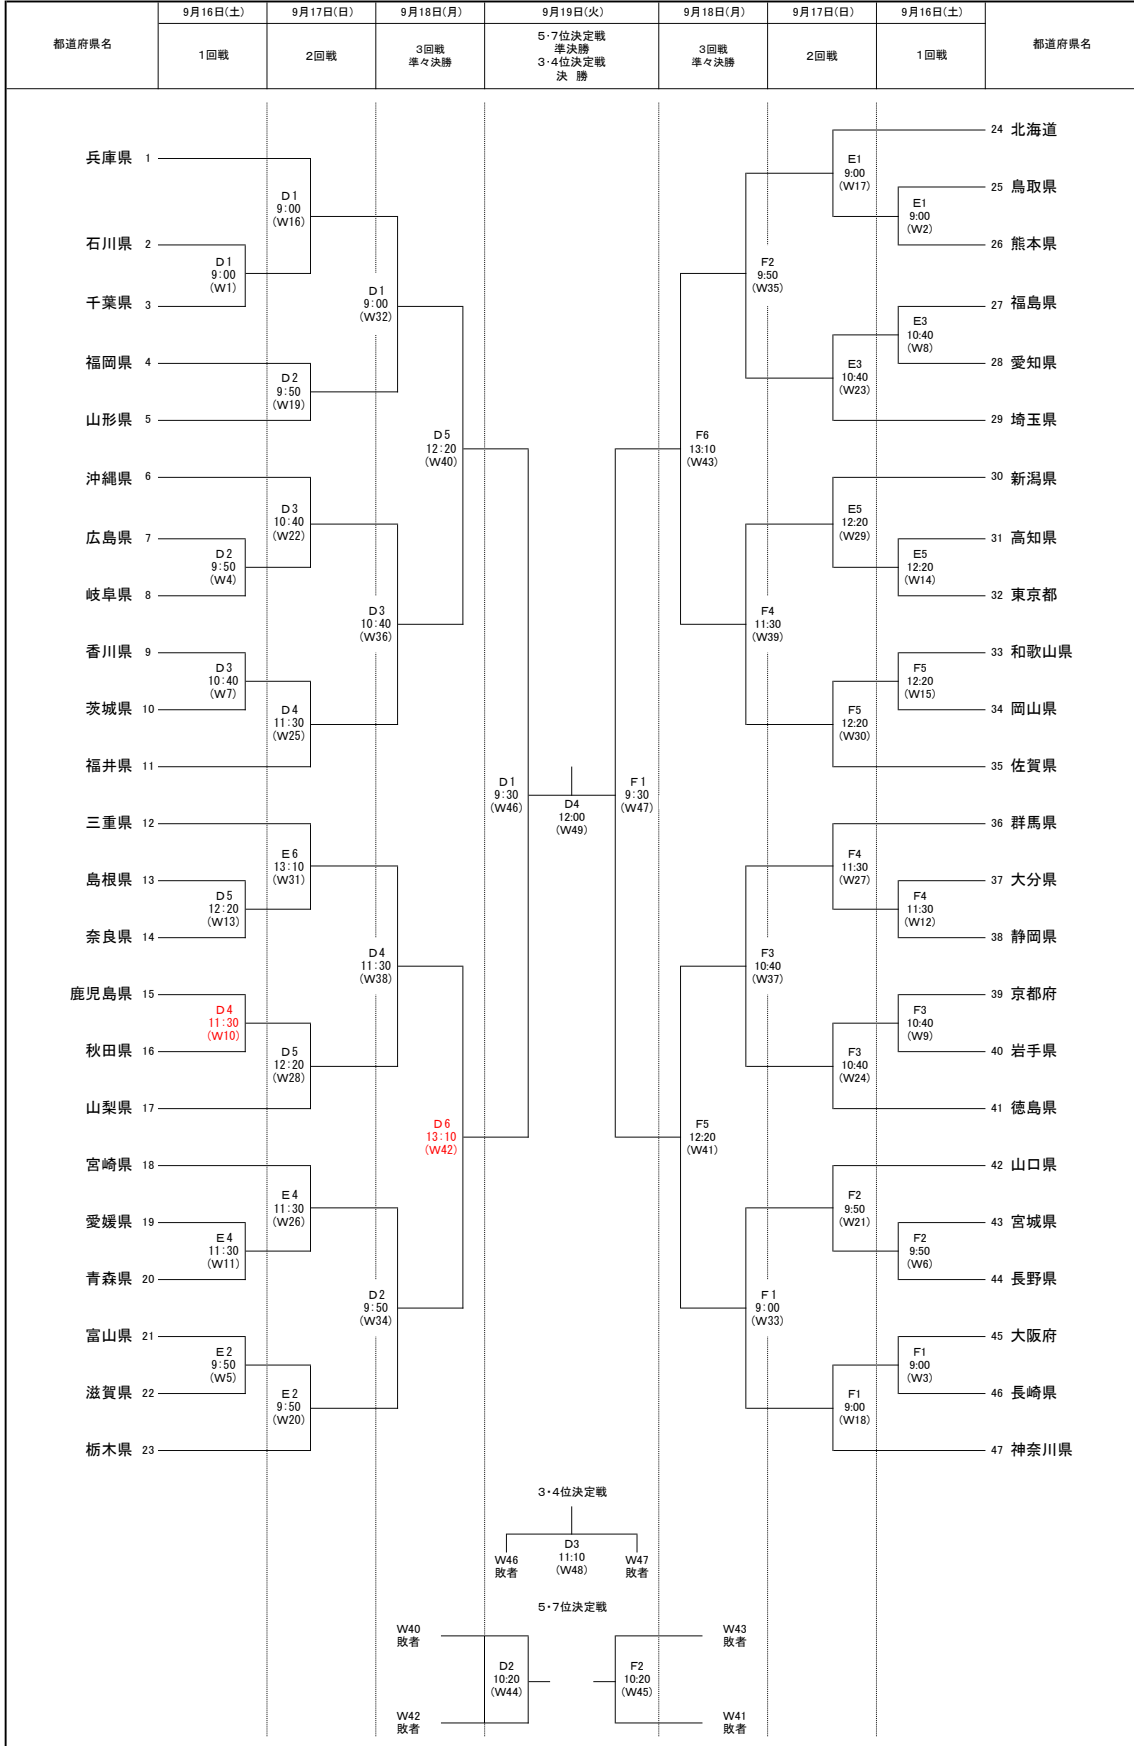 都道府県名
9月16日(土)
1回戦
9月17日(日)
2回戦
9月18日(月)
3回戦
準々決勝
9月19日(火)
5・7位決定戦
準決勝
3・4位決定戦
決 勝
9月18日(月)
3回戦
準々決勝
9月17日(日)
2回戦
9月16日(土)
1回戦
都道府県名
兵庫県 1
石川県 2
千葉県 3
福岡県 4
山形県 5
沖縄県 6
広島県 7
岐阜県 8
香川県 9
茨城県 10
福井県 11
三重県 12
島根県 13
奈良県 14
鹿児島県 15
秋田県 16
山梨県 17
宮崎県 18
愛媛県 19
青森県 20
富山県 21
滋賀県 22
栃木県 23
D1
9:00
(W1)
D2
9:50
(W4)
D3
10:40
(W7)
D5
12:20
(W13)
D4
11:30
(W10)
E4
11:30
(W11)
E2
9:50
(W5)
D1
9:00
(W16)
D2
9:50
(W19)
D3
10:40
(W22)
D4
11:30
(W25)
E6
13:10
(W31)
D5
12:20
(W28)
E4
11:30
(W26)
E2
9:50
(W20)
D1
9:00
(W32)
D3
10:40
(W36)
D4
11:30
(W38)
D2
9:50
(W34)
D5
12:20
(W40)
D6
13:10
(W42)
D1
9:30
(W46)
D4
12:00
(W49)
F1
9:30
(W47)
F6
13:10
(W43)
F5
12:20
(W41)
F2
9:50
(W35)
F4
11:30
(W39)
F3
10:40
(W37)
F1
9:00
(W33)
E1
9:00
(W17)
E3
10:40
(W23)
E5
12:20
(W29)
F5
12:20
(W30)
F4
11:30
(W27)
F3
10:40
(W24)
F2
9:50
(W21)
F1
9:00
(W18)
E1
9:00
(W2)
E3
10:40
(W8)
E5
12:20
(W14)
F5
12:20
(W15)
F4
11:30
(W12)
F3
10:40
(W9)
F2
9:50
(W6)
F1
9:00
(W3)
24 北海道
25 鳥取県
26 熊本県
27 福島県
28 愛知県
29 埼玉県
30 新潟県
31 高知県
32 東京都
33 和歌山県
34 岡山県
35 佐賀県
36 群馬県
37 大分県
38 静岡県
39 京都府
40 岩手県
41 徳島県
42 山口県
43 宮城県
44 長野県
45 大阪府
46 長崎県
47 神奈川県
3・4位決定戦
W46
敗者
D3
11:10
(W48)
W47
敗者
5・7位決定戦
W40
敗者
W42
敗者
D2
10:20
(W44)
F2
10:20
(W45)
W43
敗者
W41
敗者